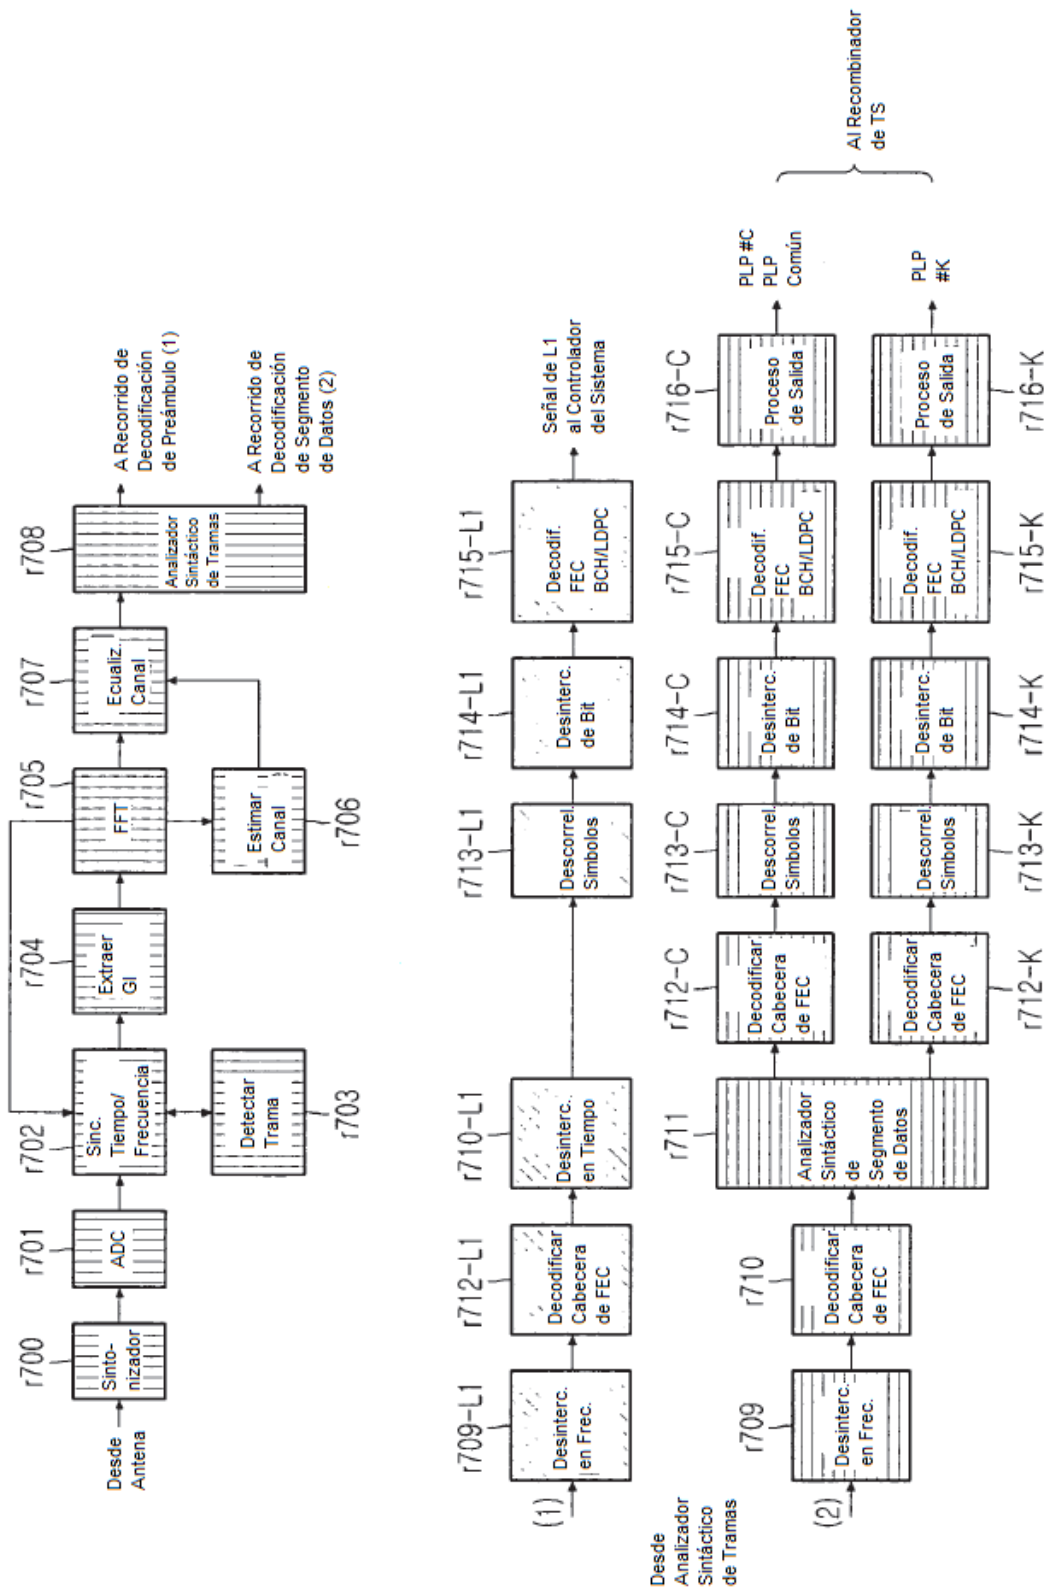 r700
r701
r702
r704
r705
r707
r708
Desde
Antena
Sinto-
nizador
ADC
Sinc.
Tiempo/
Frecuencia
Extraer
GI
FFT
Ecualiz.
Canal
Analizador
Sintáctico
de Tramas
A Recorrido de
Decodificación
de Preámbulo (1)
A Recorrido de
Decodificación
de Segmento
de Datos (2)
Detectar
Trama
r703
Estimar
Canal
r706
r709-L1
r712-L1
r710-L1
r713-L1
r714-L1
r715-L1
(1)
Desinterc.
en Frec.
Decodificar
Cabecera
de FEC
Desinterc..
en Tiempo
Descorrel.
Simbolos
Desinterc.
de Bit
Decodif.
FEC
BCH/LDPC
Señal de L1
al Controlador
del Sistema
Desde
Analizador
Sintáctico
de Tramas
r709
r710
r711
r712-C
r713-C
r714-C
r715-C
r716-C
(2)
Desinterc.
en Frec.
Decodificar
Cabecera
de FEC
Analizador
Sintáctico
de
Segmento
de Datos
Decodificar
Cabecera
de FEC
Descorrel.
Simbolos
Desinterc.
de Bit
Decodif.
FEC
BCH/LDPC
Proceso
de Salida
PLP #C
PLP
Común
Decodificar
Cabecera
de FEC
Descorrel.
Simbolos
Desinterc.
de Bit
Decodif.
FEC
BCH/LDPC
Proceso
de Salida
PLP
#K
Al Recombinador
de TS
r712-K
r713-K
r714-K
r715-K
r716-K